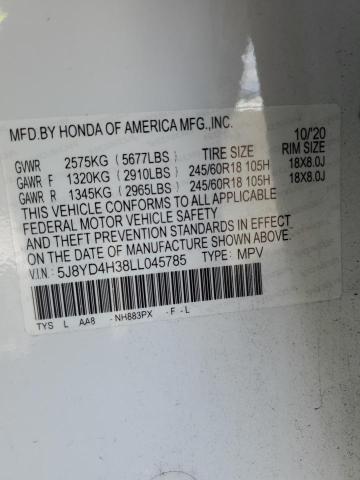 MFD.BY HONDA OF AMERICA MFG.,INC. 10/'20
GVWR 2575KG (5677LBS) TIRE SIZE RIM SIZE
GAWR F 1320KG (2910LBS) 245/60R18 105H 18X8.0J
GAWR R 1345KG (2965LBS) 245/60R18 105H 18X8.0J
THIS VEHICLE CONFORMS TO ALL APPLICABLE
FEDERAL MOTOR VEHICLE SAFETY
AND THEFT PREVENTION STANDARDS IN EFFECT
ON THE DATE OF MANUFACTURE SHOWN ABOVE.
V.I.N: 5J8YD4H38LL045785 TYPE: MPV
TYS L AA8 -NH883PX -F -L